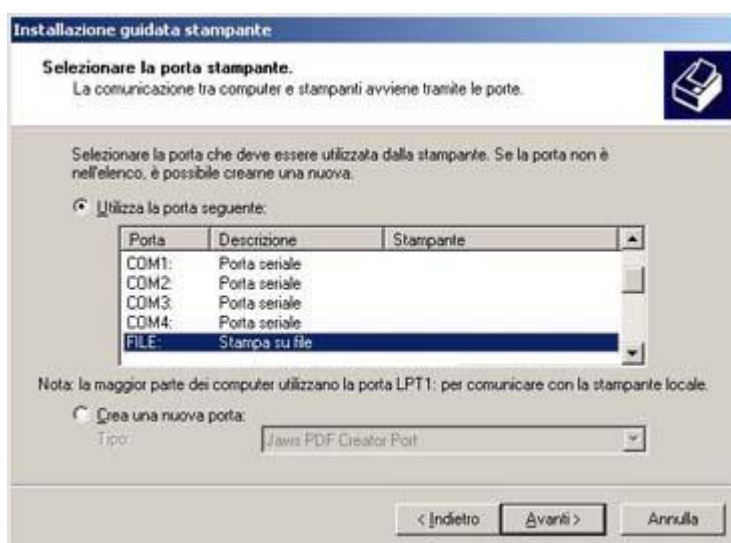 Installazione guidata stampante
Selezionare la porta stampante.
La comunicazione tra computer e stampanti avviene tramite le porte.
Selezionare la porta che deve essere utilizzata dalla stampante. Se la porta non è
nell'elenco, è possibile crearne una nuova.
Utilizza la porta seguente:
Porta Descrizione Stampante
COM1: Porta seriale
COM2: Porta seriale
COM3: Porta seriale
COM4: Porta seriale
FILE: Stampa su file
Nota: la maggior parte dei computer utilizzano la porta LPT1: per comunicare con la stampante locale.
Crea una nuova porta:
Tipo: Jaws PDF Creator Port
< Indietro Avanti > Annulla